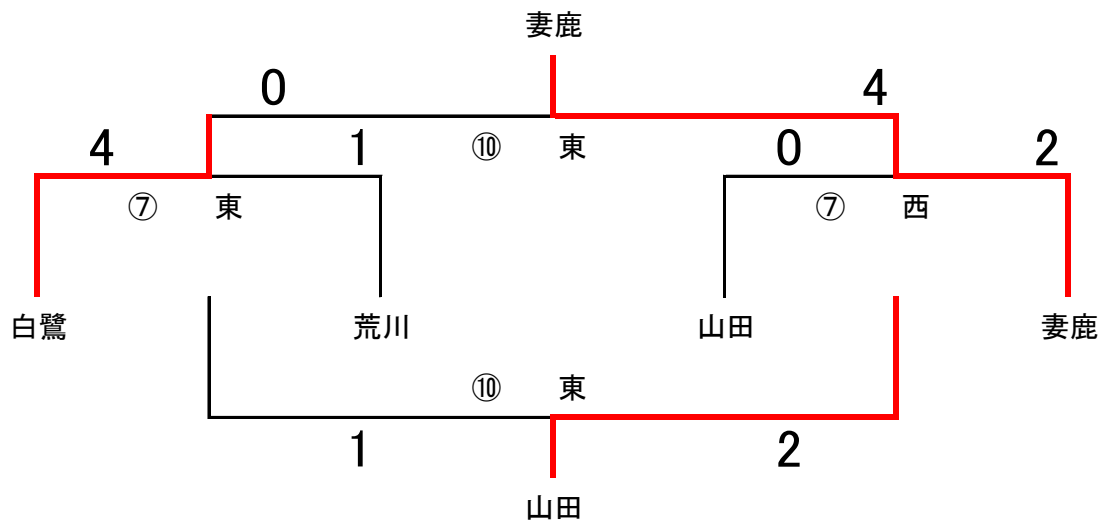 妻鹿
0 4
4 1 ⑩ 東 0 2
⑦ 東 ⑦ 西
白鷺 荒川 山田 妻鹿
⑩ 東
1 2
山田